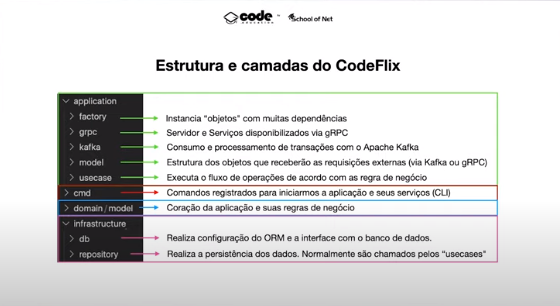 code
education
School of Net
Estrutura e camadas do CodeFlix
application
factory Instancia "objetos" com muitas dependências
grpc Servidor e Serviços disponibilizados via gRPC
kafka Consumo e processamento de transações com o Apache Kafka
model Estrutura dos objetos que receberão as requisições externas (via Kafka ou gRPC)
usecase Executa o fluxo de operações de acordo com as regra de negócio
cmd Comandos registrados para iniciarmos a aplicação e seus serviços (CLI)
domain / model Coração da aplicação e suas regras de negócio
infrastructure
db Realiza configuração do ORM e a interface com o banco de dados.
repository Realiza a persistência dos dados. Normalmente são chamados pelos "usecases"